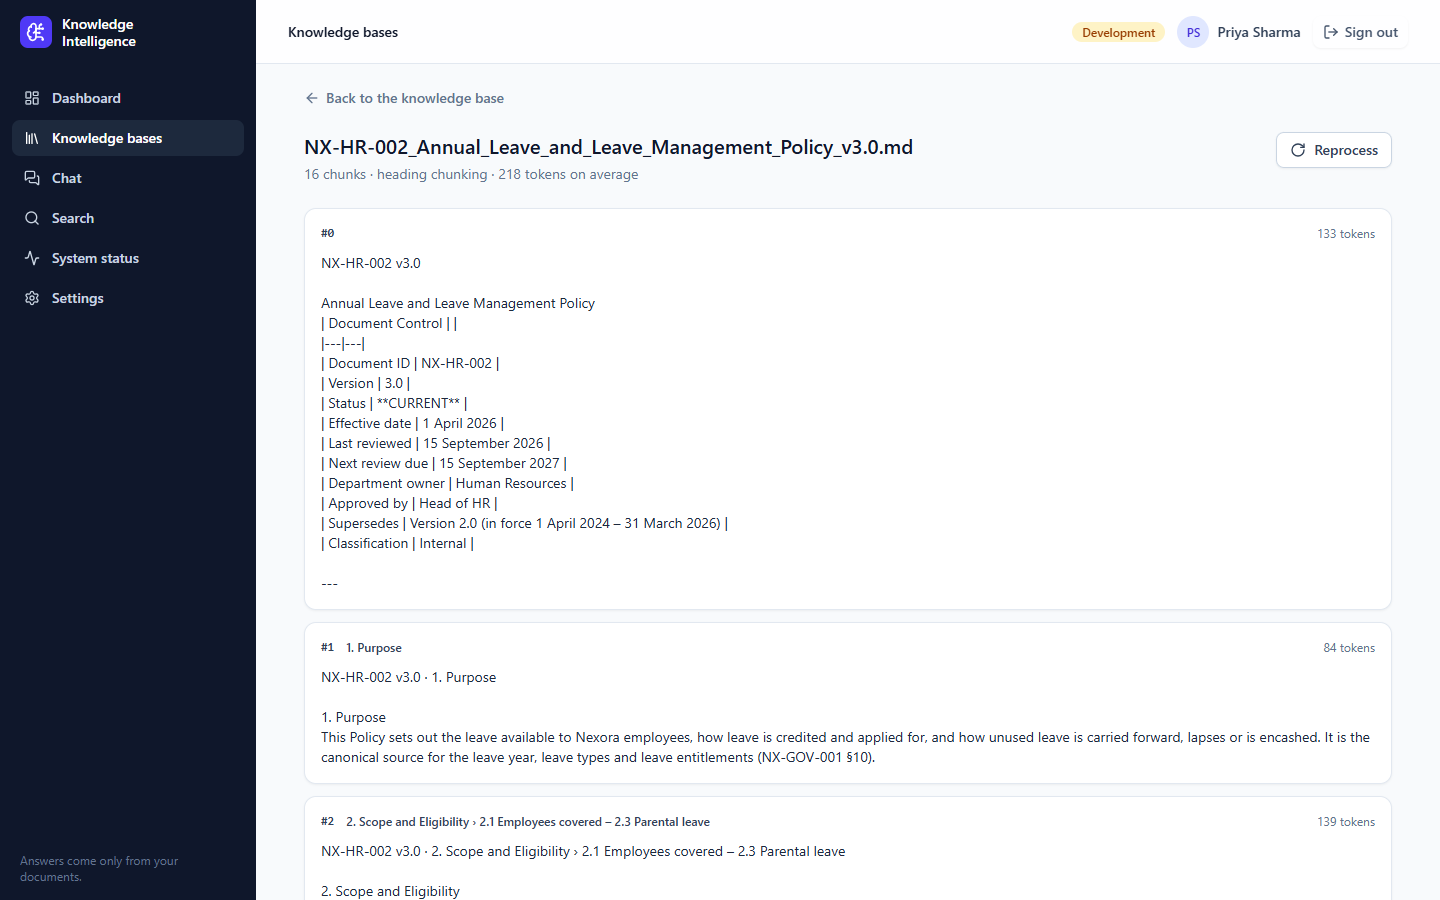 Knowledge
Intelligence
Dashboard
Knowledge bases
Chat
Search
System status
Settings
Answers come only from your
documents.
Knowledge bases
Development
PS
Priya Sharma
Sign out
Back to the knowledge base
NX-HR-002_Annual_Leave_and_Leave_Management_Policy_v3.0.md
16 chunks · heading chunking · 218 tokens on average
Reprocess
#0
133 tokens
NX-HR-002 v3.0
Annual Leave and Leave Management Policy
| Document Control | |
|---|---|
| Document ID | NX-HR-002 |
| Version | 3.0 |
| Status | **CURRENT** |
| Effective date | 1 April 2026 |
| Last reviewed | 15 September 2026 |
| Next review due | 15 September 2027 |
| Department owner | Human Resources |
| Approved by | Head of HR |
| Supersedes | Version 2.0 (in force 1 April 2024 – 31 March 2026) |
| Classification | Internal |
---
#1 1. Purpose
84 tokens
NX-HR-002 v3.0 · 1. Purpose
1. Purpose
This Policy sets out the leave available to Nexora employees, how leave is credited and applied for, and how unused leave is carried forward, lapses or is encashed. It is the
canonical source for the leave year, leave types and leave entitlements (NX-GOV-001 §10).
#2 2. Scope and Eligibility › 2.1 Employees covered – 2.3 Parental leave
139 tokens
NX-HR-002 v3.0 · 2. Scope and Eligibility › 2.1 Employees covered – 2.3 Parental leave
2. Scope and Eligibility